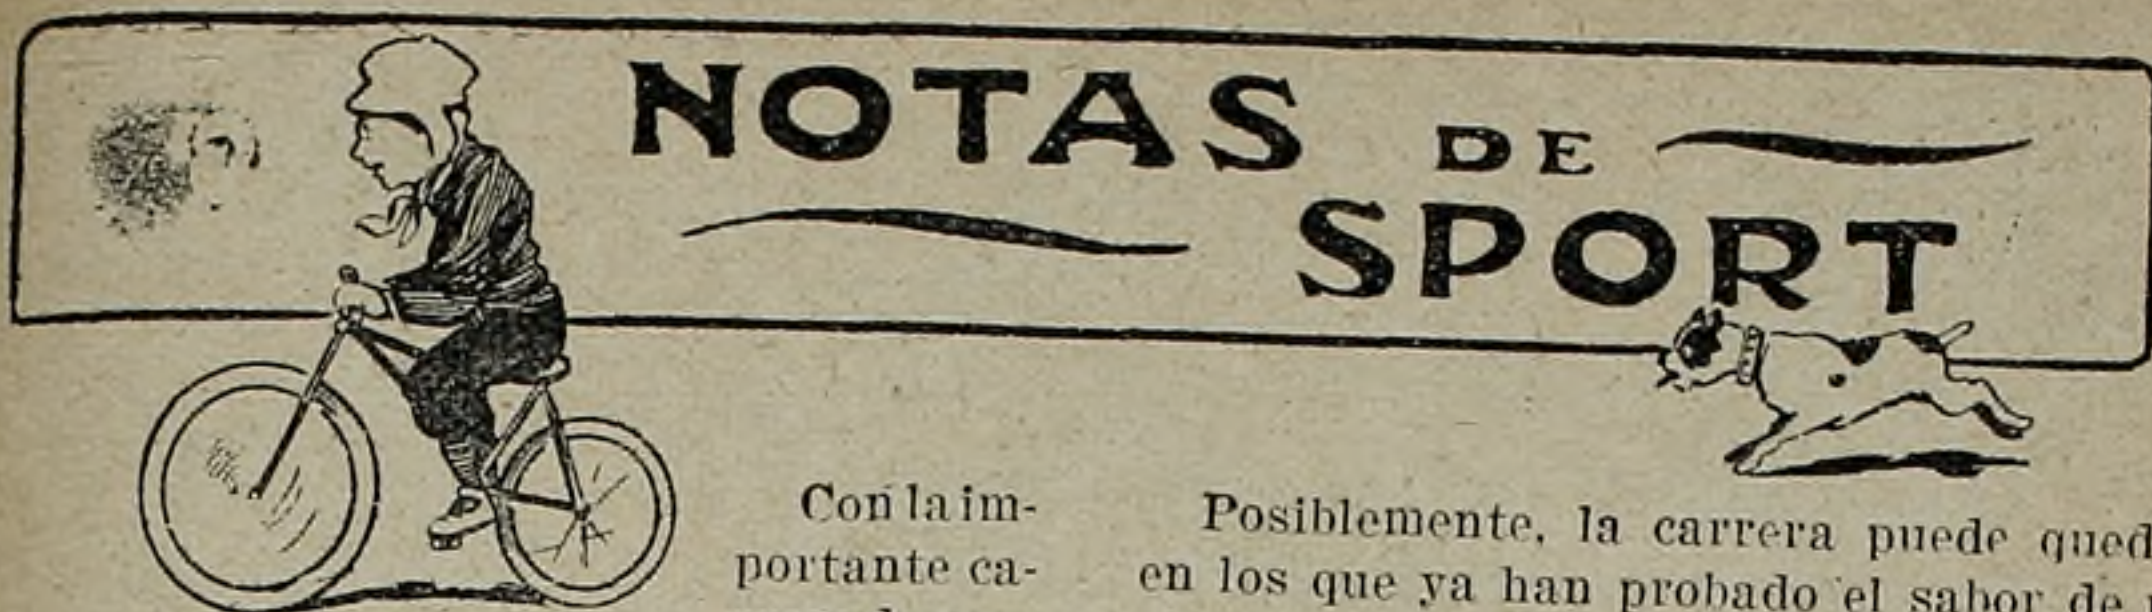 NOTAS DE
SPORT
Con la im-
portante ca-
Posiblemente, la carrera puede qued
en los que ya han probado el sabor de